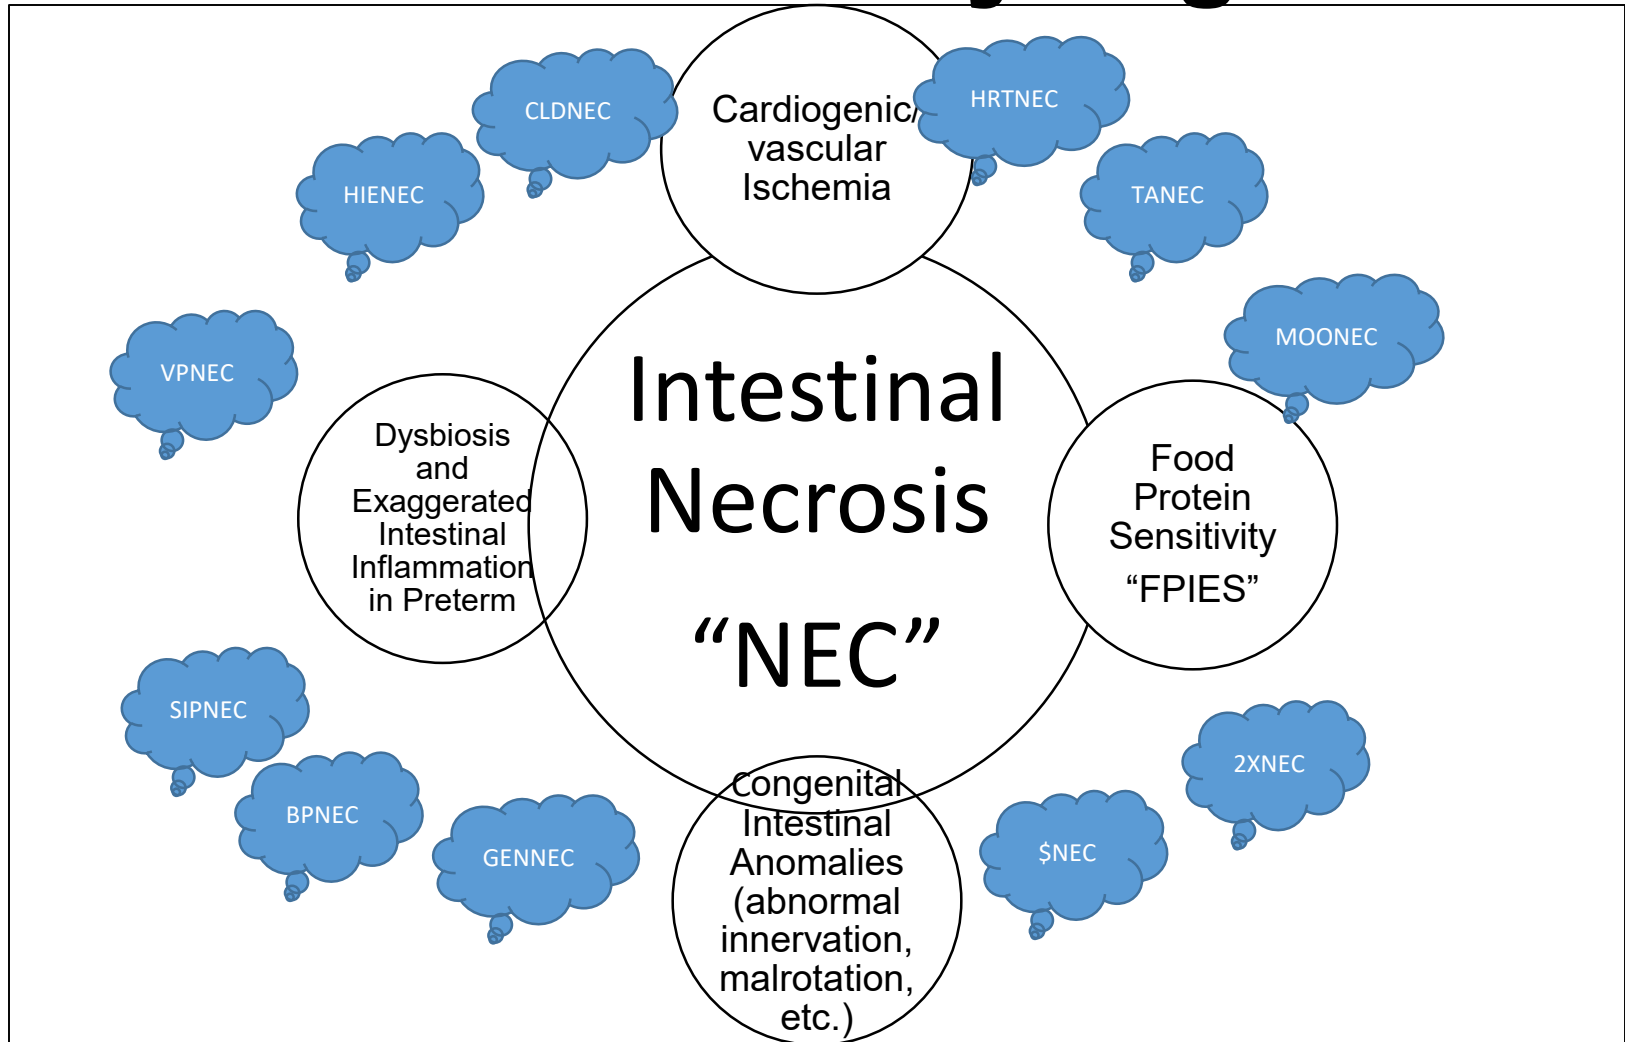 CLDNEC
HRTNEC
Cardiogenic/
vascular
Ischemia
HIENEC
TANEC
VPNEC
MOONEC
Intestinal
Necrosis
“NEC”
Dysbiosis
and
Exaggerated
Intestinal
Inflammation
in Preterm
Food
Protein
Sensitivity
“FPIES”
SIPNEC
BPNEC
GENNEC
Congenital
Intestinal
Anomalies
(abnormal
innervation,
malrotation,
etc.)
$NEC
2XNEC